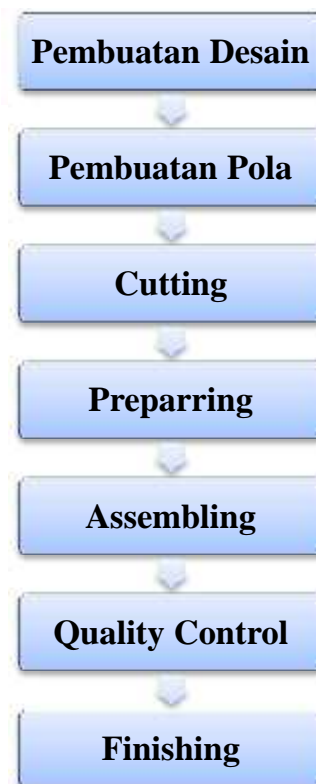 Pembuatan Desain
Pembuatan Pola
Cutting
Preparring
Assembling
Quality Control
Finishing